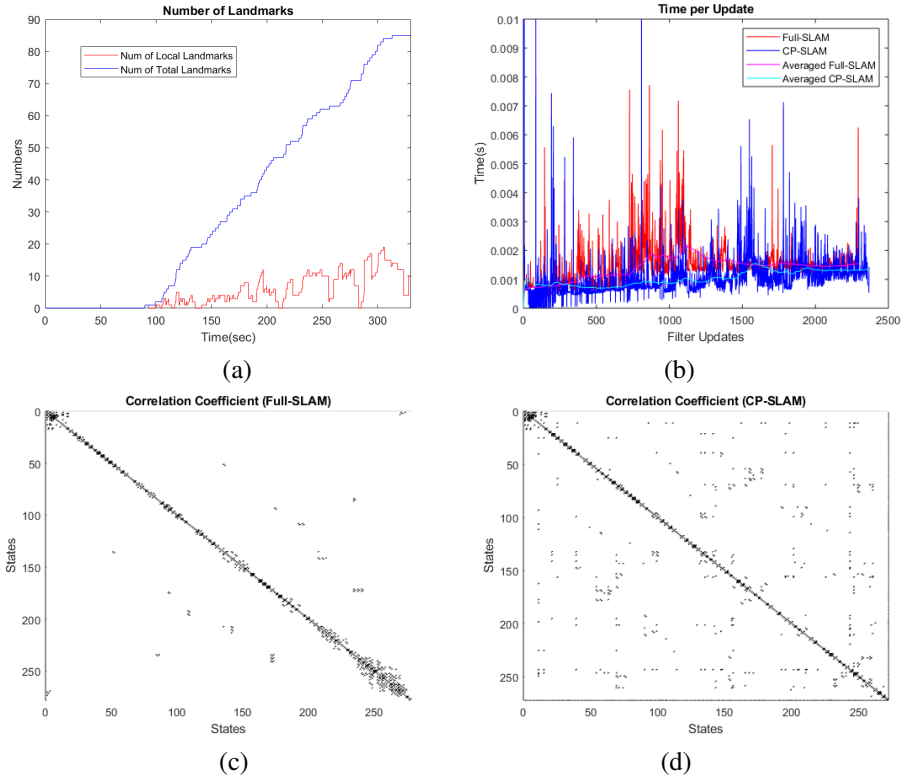 Number of Landmarks
90
80
70
60
50
40
30
20
10
0
Numbers
Num of Local Landmarks
Num of Total Landmarks
0
50
100
150
200
250
300
Time(sec)
(a)
Time per Update
0.01
0.009
0.008
0.007
0.006
0.005
0.004
0.003
0.002
0.001
0
Time(s)
Full-SLAM
CP-SLAM
Averaged Full-SLAM
Averaged CP-SLAM
0
500
1000
1500
2000
2500
Filter Updates
(b)
Correlation Coefficient (Full-SLAM)
0
50
100
150
200
250
States
0
50
100
150
200
250
States
(c)
Correlation Coefficient (CP-SLAM)
0
50
100
150
200
250
States
0
50
100
150
200
250
States
(d)